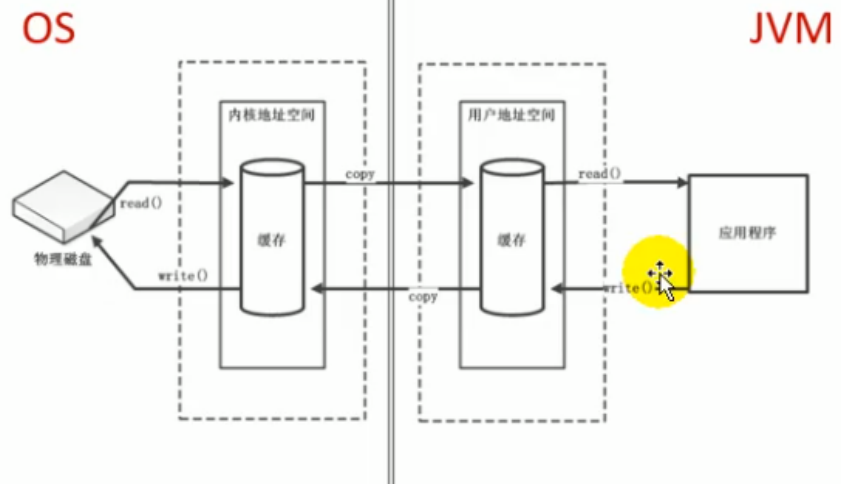 OS
JVM
内核地址空间
用户地址空间
copy
read()
read()
缓存
缓存
应用程序
物理磁盘
write()
copy
write()